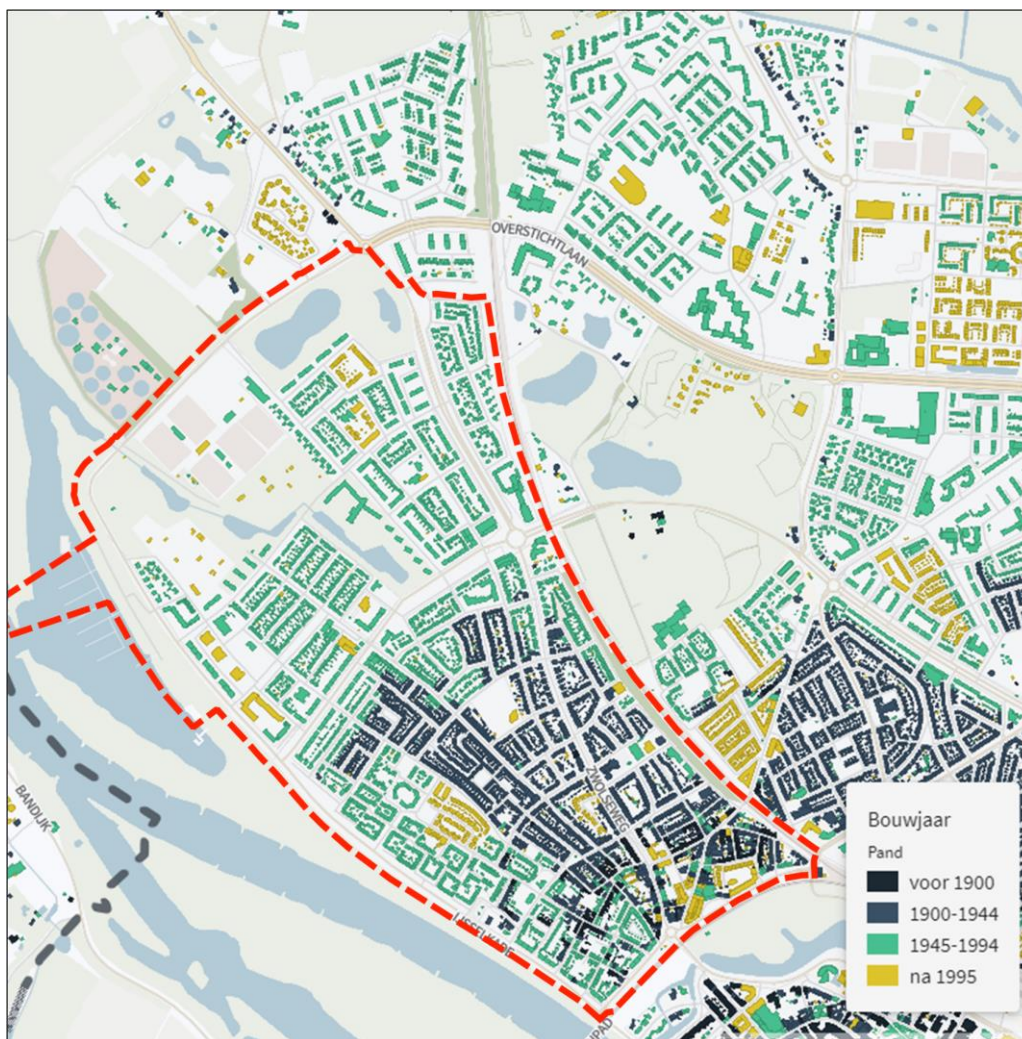 OVERSTICHTLAAN
ZWOLSEWEG
BANDIJK
IJSSELKADE
Bouwjaar
Pand
voor 1900
1900-1944
1945-1994
na 1995